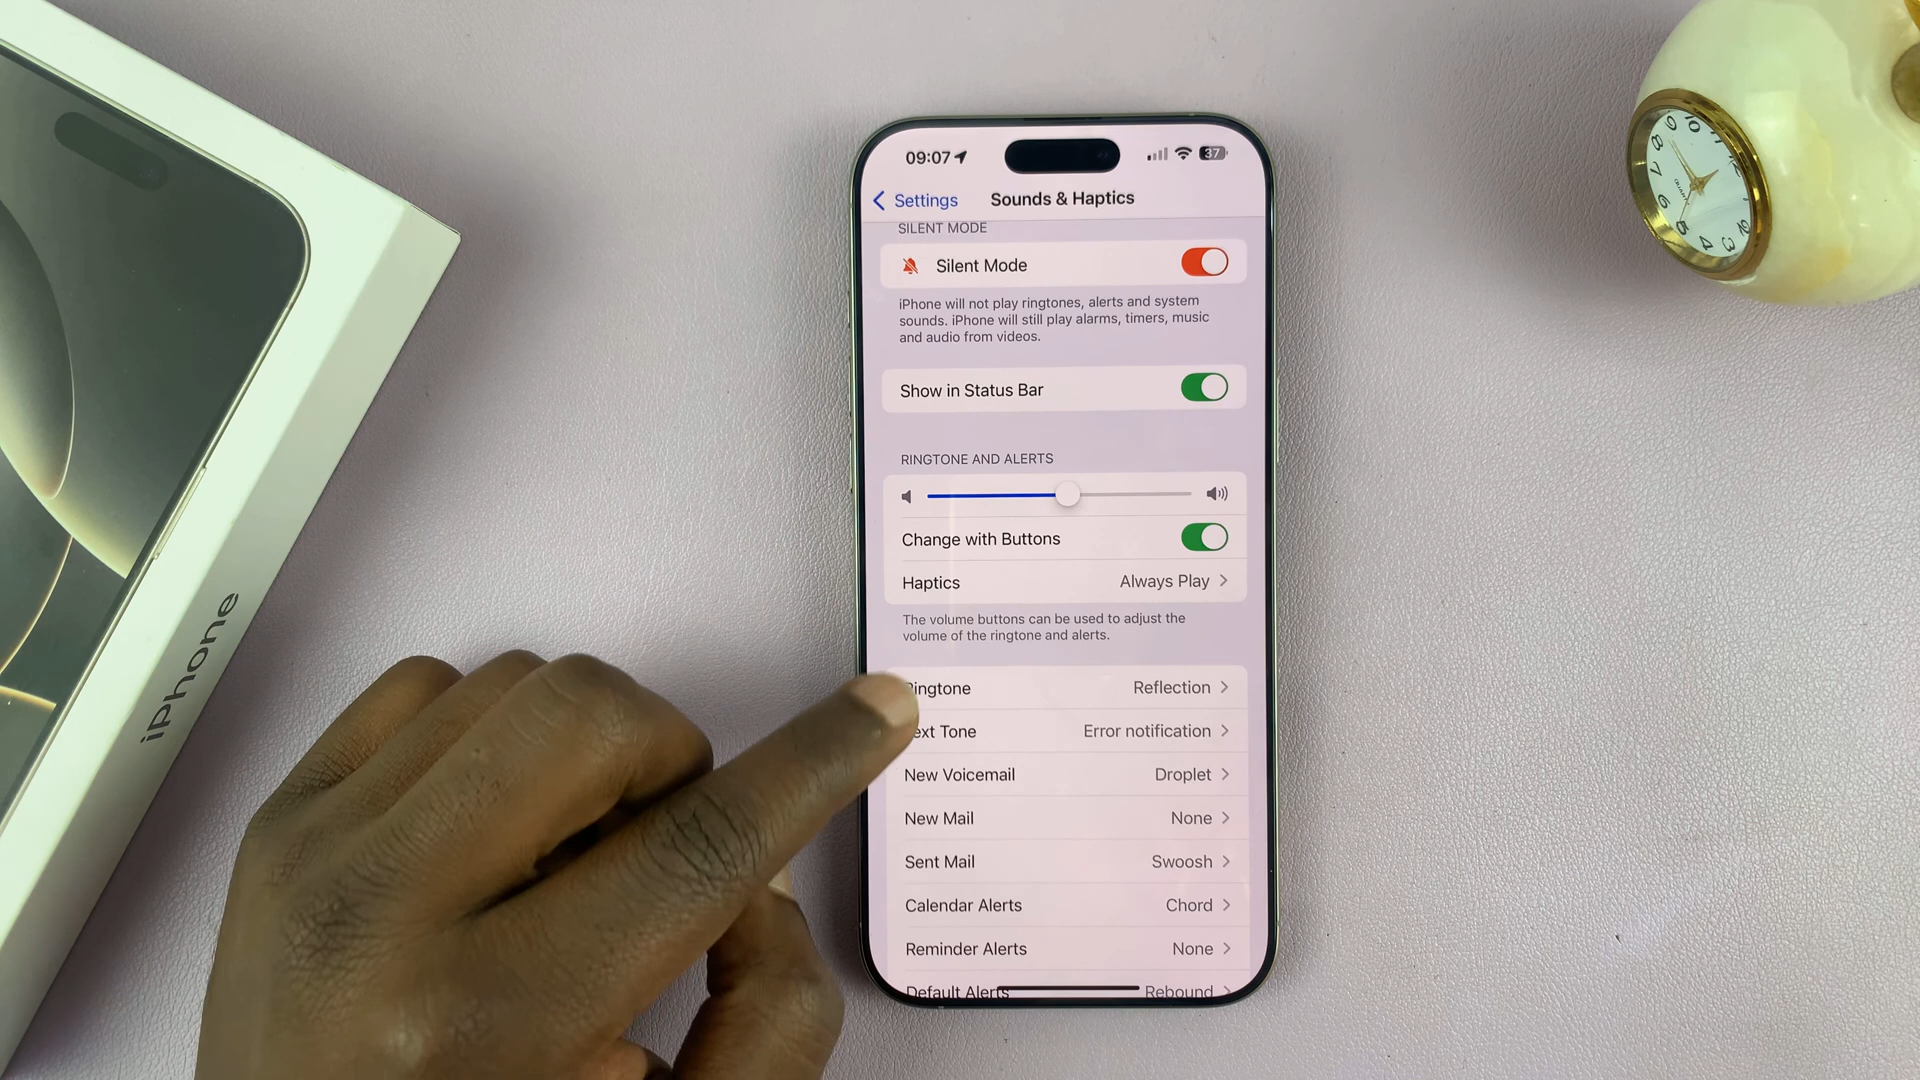 iPhone
09:07
37
Settings
Sounds & Haptics
SILENT MODE
Silent Mode
iPhone will not play ringtones, alerts and system
sounds. iPhone will still play alarms, timers, music
and audio from videos.
Show in Status Bar
RINGTONE AND ALERTS
Change with Buttons
Haptics Always Play
The volume buttons can be used to adjust the
volume of the ringtone and alerts.
ingtone Reflection
ext Tone Error notification
New Voicemail Droplet
New Mail None
Sent Mail Swoosh
Calendar Alerts Chord
Reminder Alerts None
Default Alerts Rebound